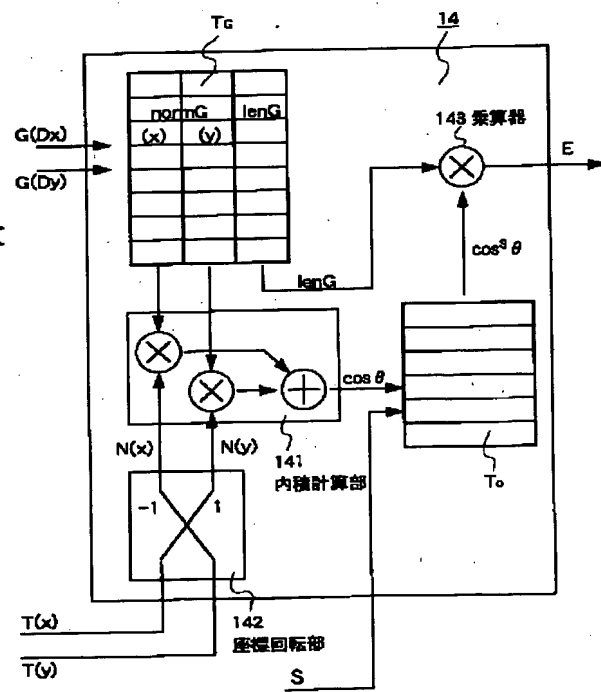 TG
14
normG
lenG
(x)
(y)
G(Dx)
G(Dy)
143 乗算器
E
cosˢ θ
lenG
cos θ
N(x)
N(y)
141
内積計算部
To
-1
1
142
座標回転部
T(x)
T(y)
S